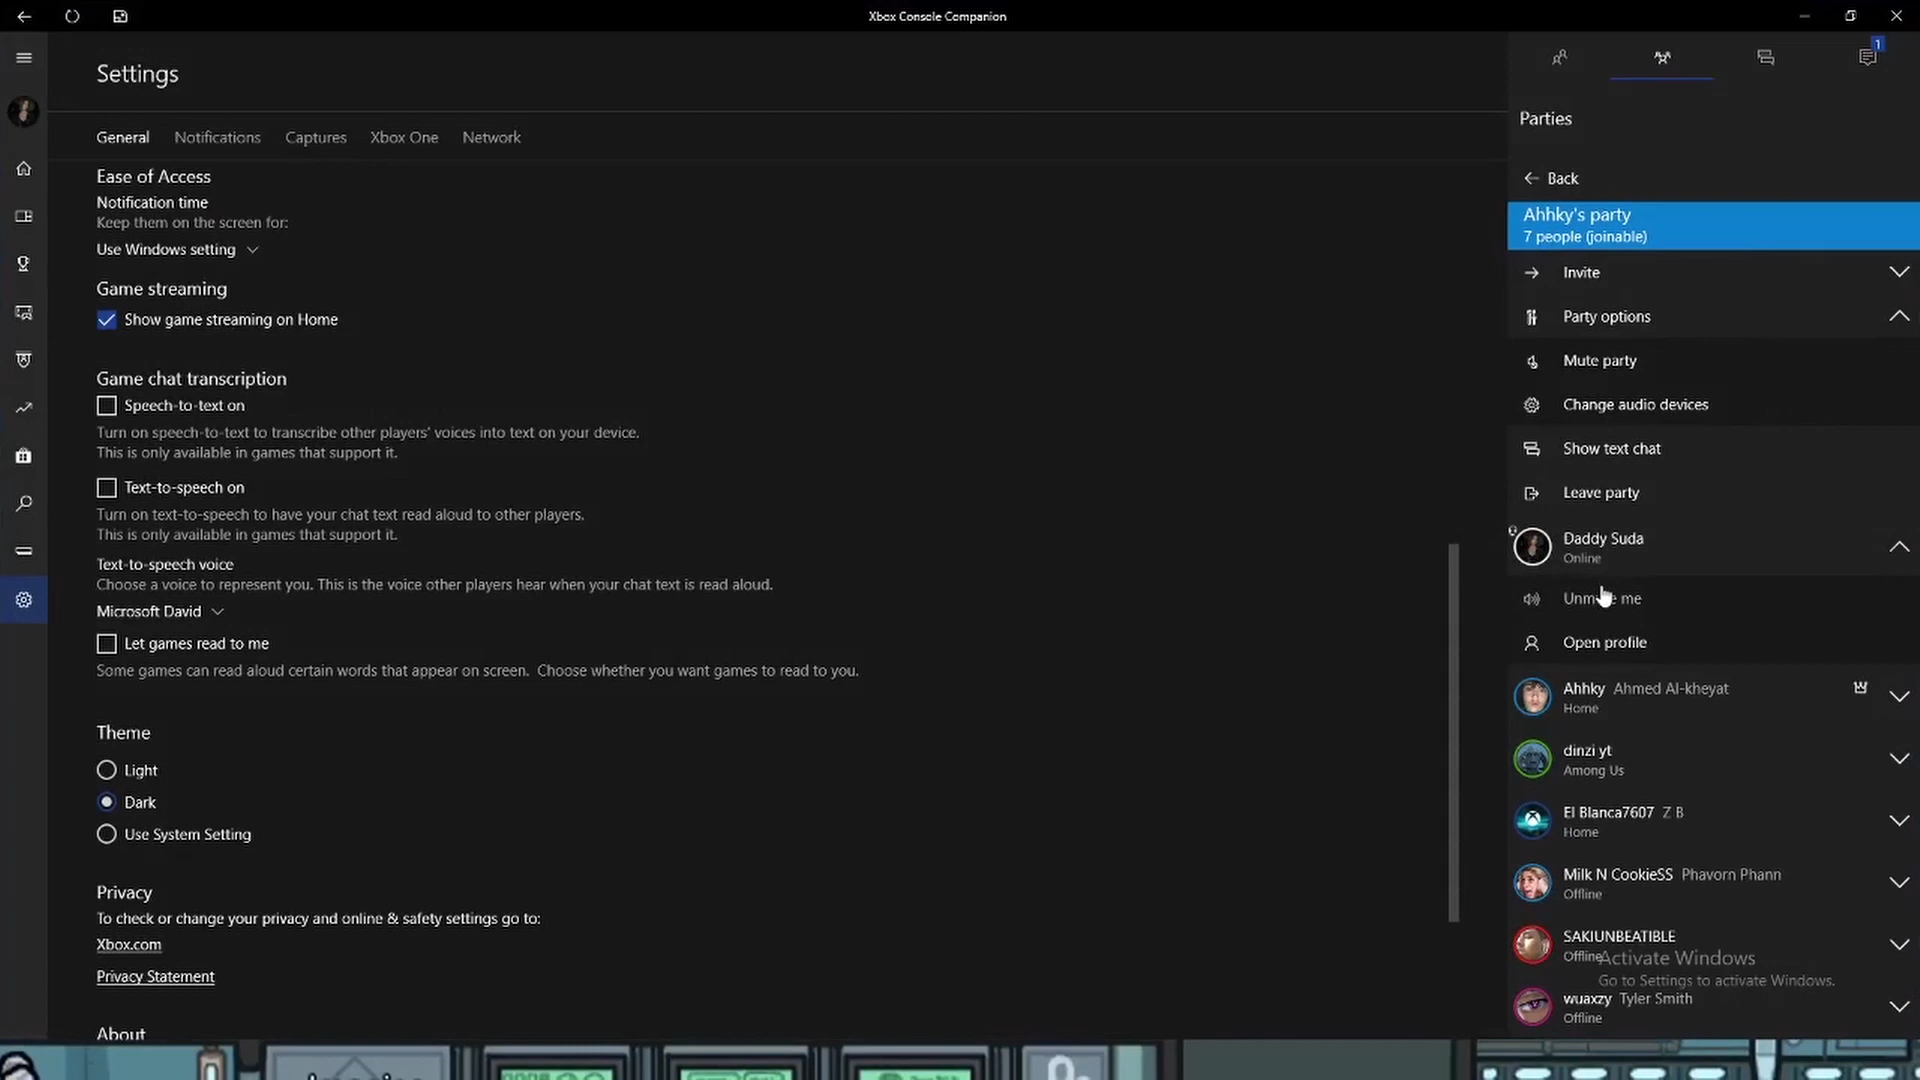 Xbox Console Companion
1
Settings
General Notifications Captures Xbox One Network
Ease of Access
Notification time
Keep them on the screen for:
Use Windows setting
Game streaming
Show game streaming on Home
Game chat transcription
Speech-to-text on
Turn on speech-to-text to transcribe other players' voices into text on your device.
This is only available in games that support it.
Text-to-speech on
Turn on text-to-speech to have your chat text read aloud to other players.
This is only available in games that support it.
Text-to-speech voice
Choose a voice to represent you. This is the voice other players hear when your chat text is read aloud.
Microsoft David
Let games read to me
Some games can read aloud certain words that appear on screen. Choose whether you want games to read to you.
Theme
Light
Dark
Use System Setting
Privacy
To check or change your privacy and online & safety settings go to:
Xbox.com
Privacy Statement
About
Parties
Back
Ahhky's party
7 people (joinable)
Invite
Party options
Mute party
Change audio devices
Show text chat
Leave party
Daddy Suda
Online
Unmute me
Open profile
Ahhky Ahmed Al-kheyat
Home
dinzi yt
Among Us
El Blanca7607 Z B
Home
Milk N CookieSS Phavorn Phann
Offline
SAKIUNBEATIBLE
Offline
Activate Windows
Go to Settings to activate Windows.
wuaxzy Tyler Smith
Offline